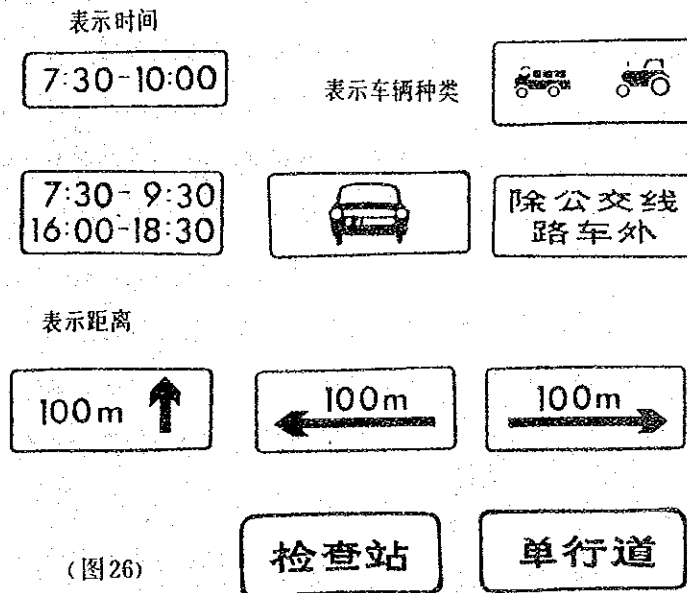 表示时间
7:30-10:00
表示车辆种类
7:30-9:30
16:00-18:30
除公交线
路车外
表示距离
100m
100m
100m
(图26)
检查站
单行道